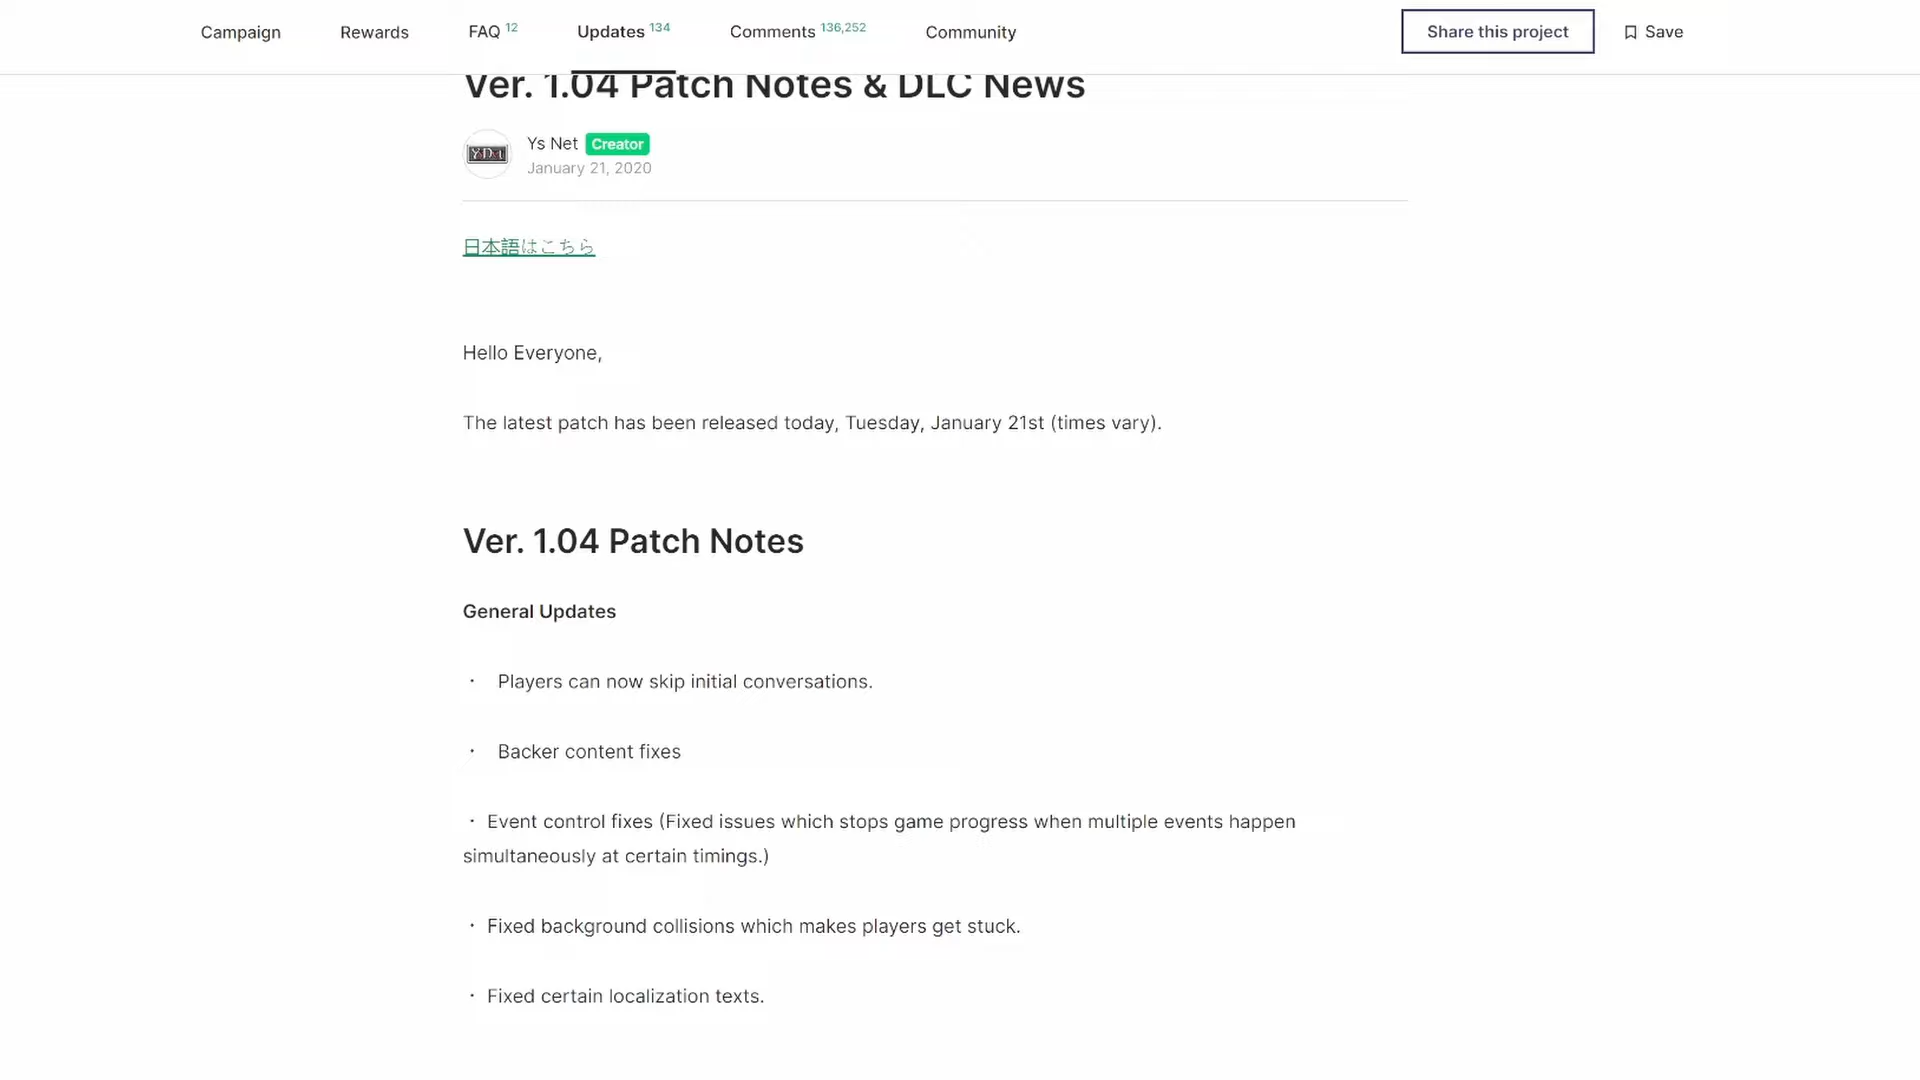 Campaign Rewards FAQ 12 Updates 134 Comments 136,252 Community Share this project Save
Ver. 1.04 Patch Notes & DLC News
Ys Net Creator
January 21, 2020
日本語はこちら
Hello Everyone,
The latest patch has been released today, Tuesday, January 21st (times vary).
Ver. 1.04 Patch Notes
General Updates
・ Players can now skip initial conversations.
・ Backer content fixes
・ Event control fixes (Fixed issues which stops game progress when multiple events happen
simultaneously at certain timings.)
・ Fixed background collisions which makes players get stuck.
・ Fixed certain localization texts.